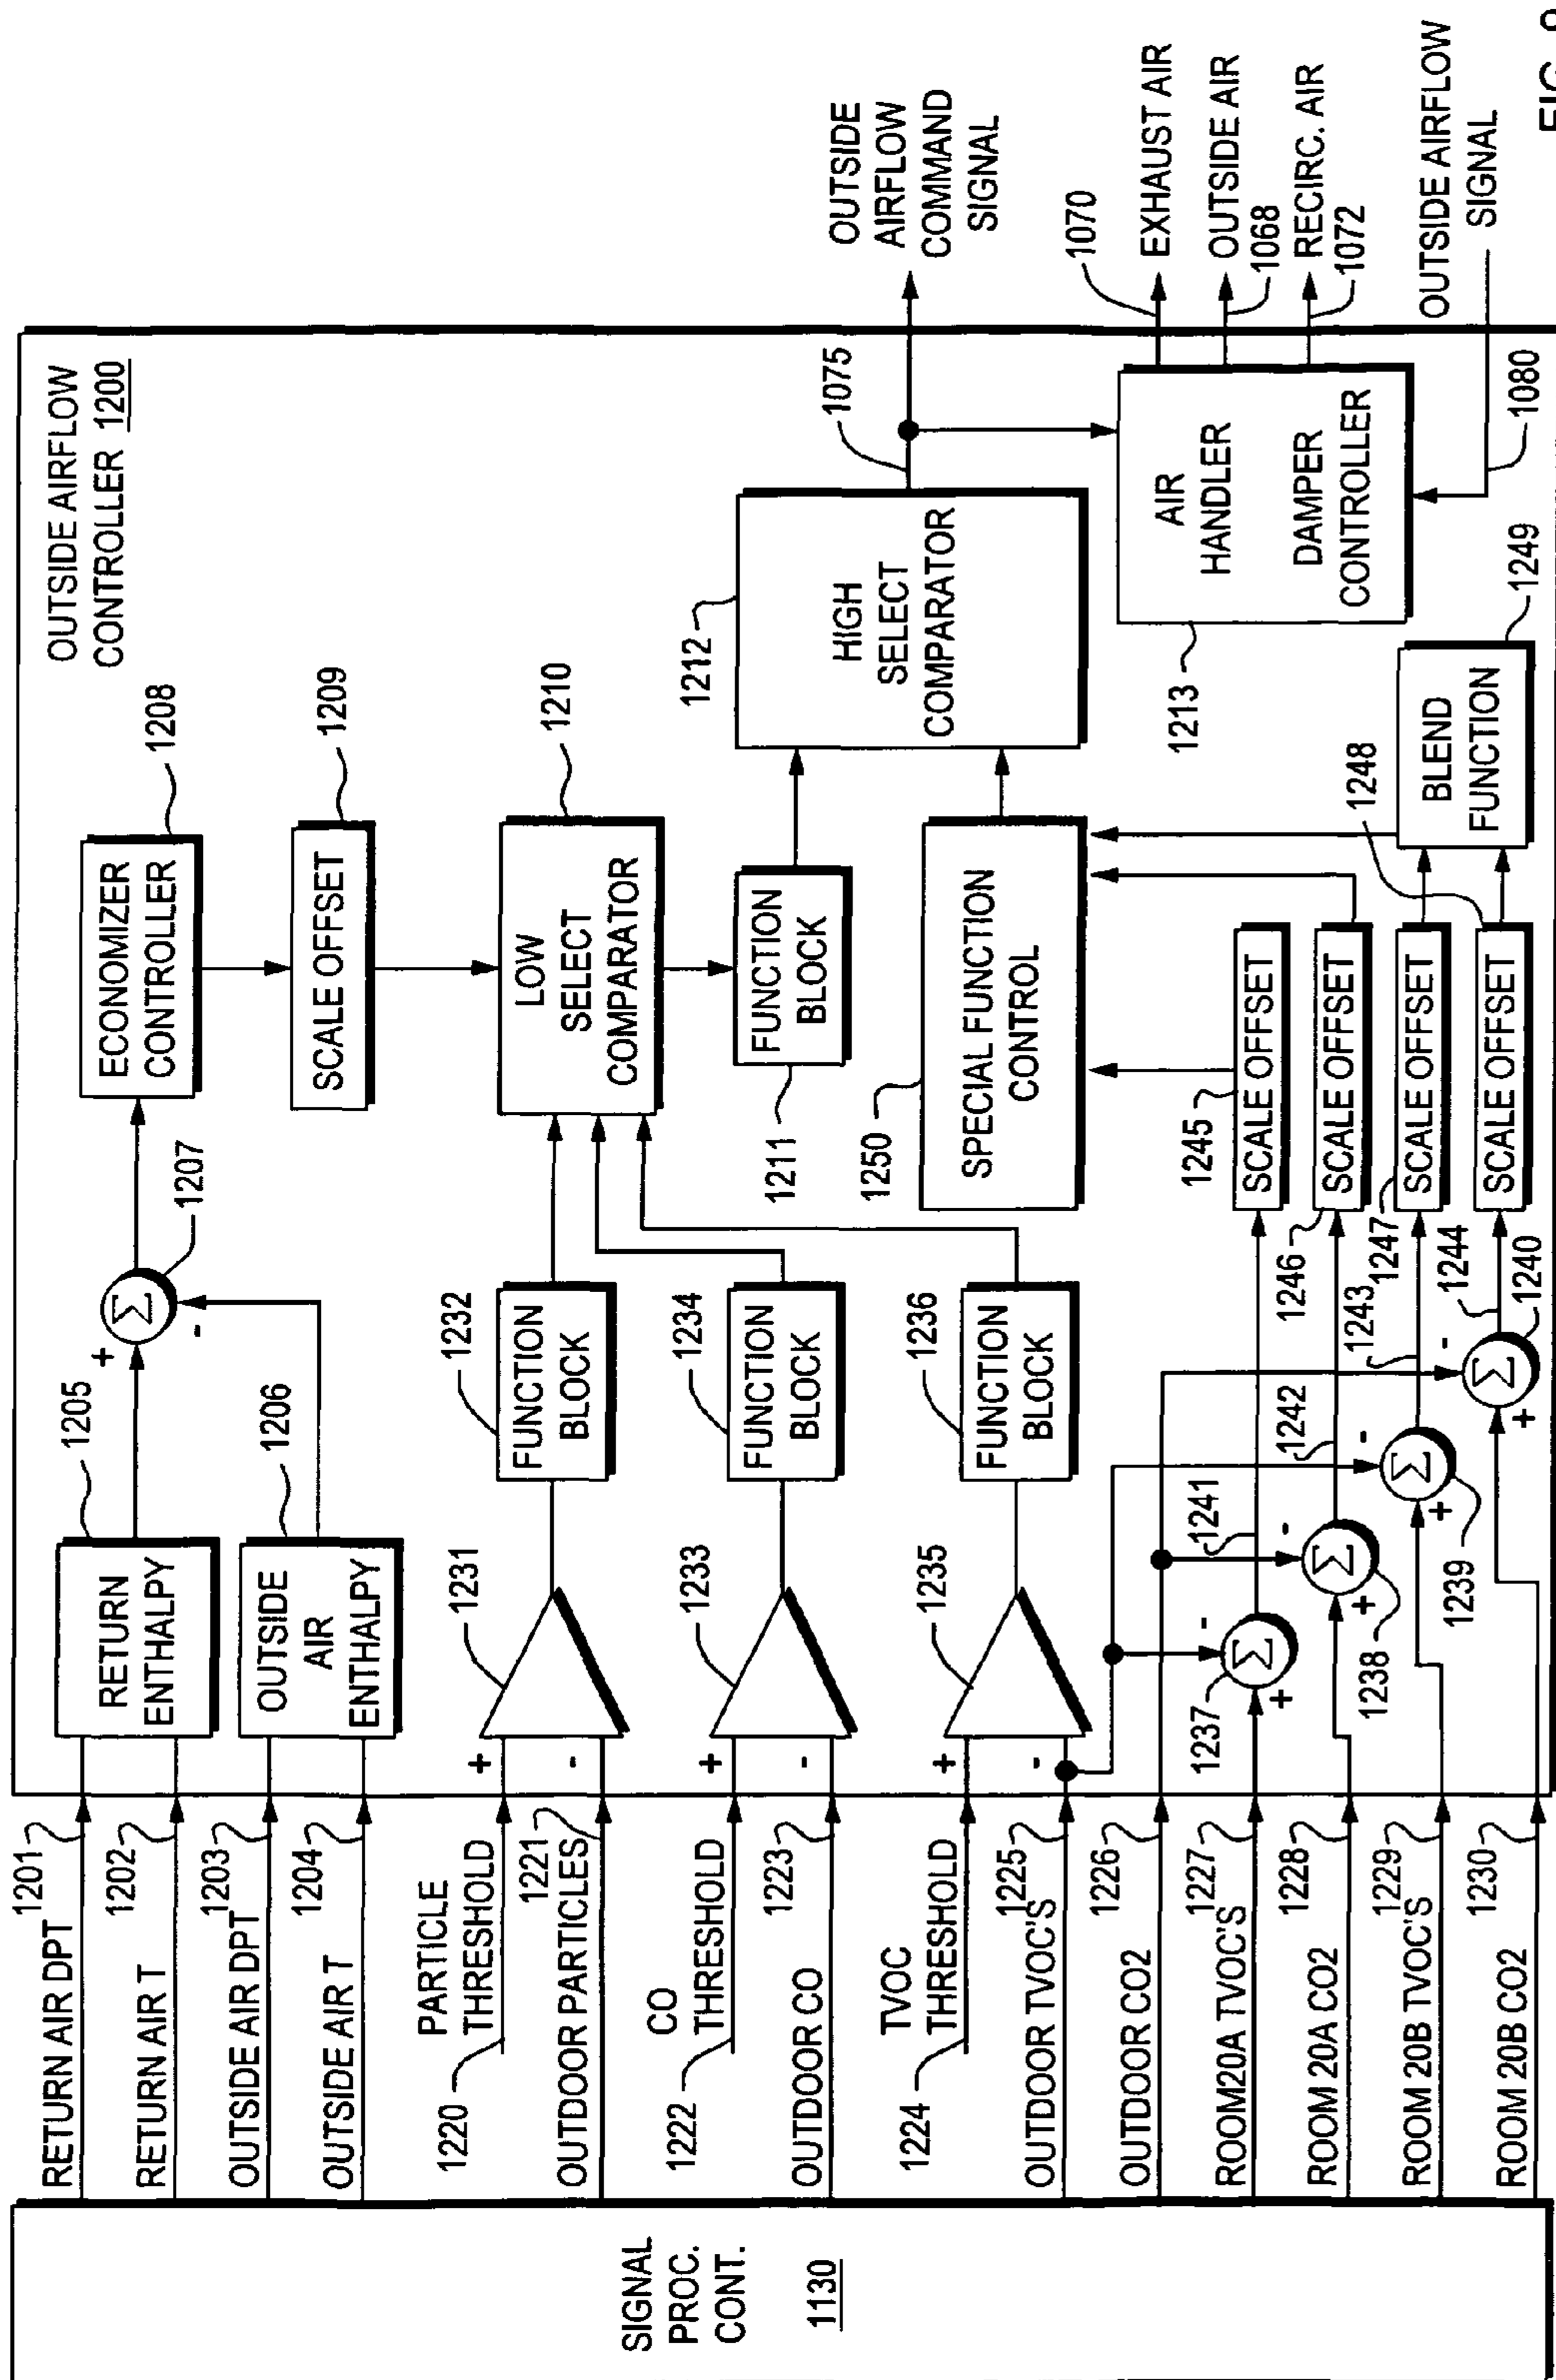 SIGNAL
PROC.
CONT.
1130
RETURN AIR DPT
1201
RETURN AIR T
1202
OUTSIDE AIR DPT
1203
OUTSIDE AIR T
1204
PARTICLE
THRESHOLD
1220
1221
OUTDOOR PARTICLES
CO
THRESHOLD
1222
1223
OUTDOOR CO
TVOC
THRESHOLD
1224
1225
OUTDOOR TVOC'S
1226
OUTDOOR CO2
1227
ROOM20A TVOC'S
1228
ROOM 20A CO2
1229
ROOM 20B TVOC'S
1230
ROOM 20B CO2
OUTSIDE AIRFLOW
CONTROLLER 1200
RETURN
ENTHALPY
1205
OUTSIDE
AIR
ENTHALPY
1206
+
-
Σ
1207
ECONOMIZER
CONTROLLER
1208
SCALE OFFSET
1209
+
-
1231
FUNCTION
BLOCK
1232
+
-
1233
FUNCTION
BLOCK
1234
+
-
1235
FUNCTION
BLOCK
1236
LOW
SELECT
COMPARATOR
1210
FUNCTION
BLOCK
1211
HIGH
SELECT
COMPARATOR
1212
1075
OUTSIDE
AIRFLOW
COMMAND
SIGNAL
SPECIAL FUNCTION
CONTROL
1250
1237
+
-
Σ
1241
SCALE OFFSET
1245
1238
+
-
Σ
1242
SCALE OFFSET
1246
1239
+
-
Σ
1243
SCALE OFFSET
1247
1240
+
-
Σ
1244
SCALE OFFSET
1248
BLEND
FUNCTION
1249
AIR
HANDLER
DAMPER
CONTROLLER
1213
1070
EXHAUST AIR
OUTSIDE AIR
1068
RECIRC. AIR
1072
OUTSIDE AIRFLOW
SIGNAL
1080
FIG.